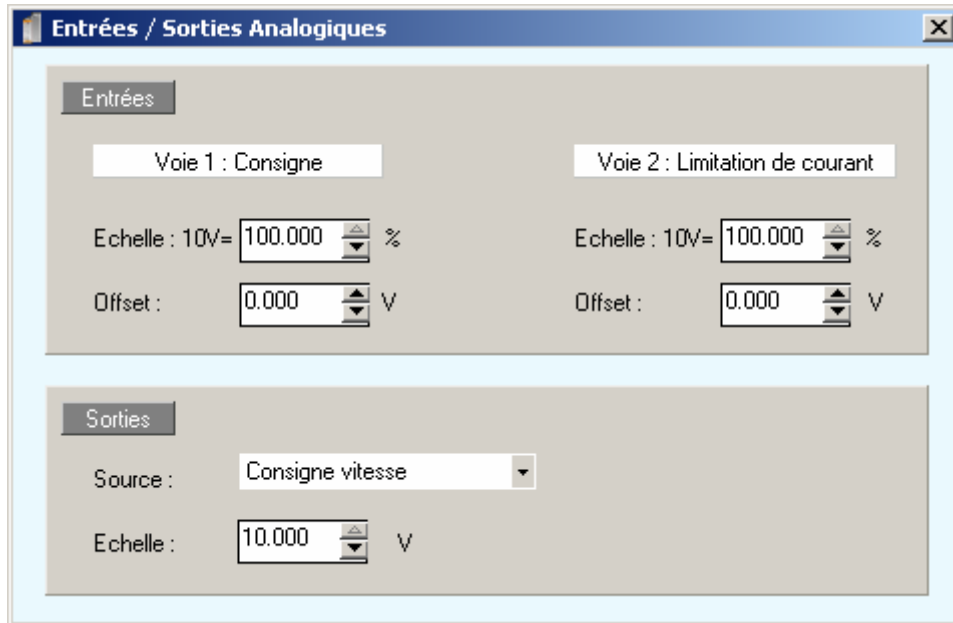 Entrées / Sorties Analogiques
Entrées
Voie 1 : Consigne
Voie 2 : Limitation de courant
Echelle : 10V= 100.000 %
Echelle : 10V= 100.000 %
Offset : 0.000 V
Offset : 0.000 V
Sorties
Source : Consigne vitesse
Echelle : 10.000 V